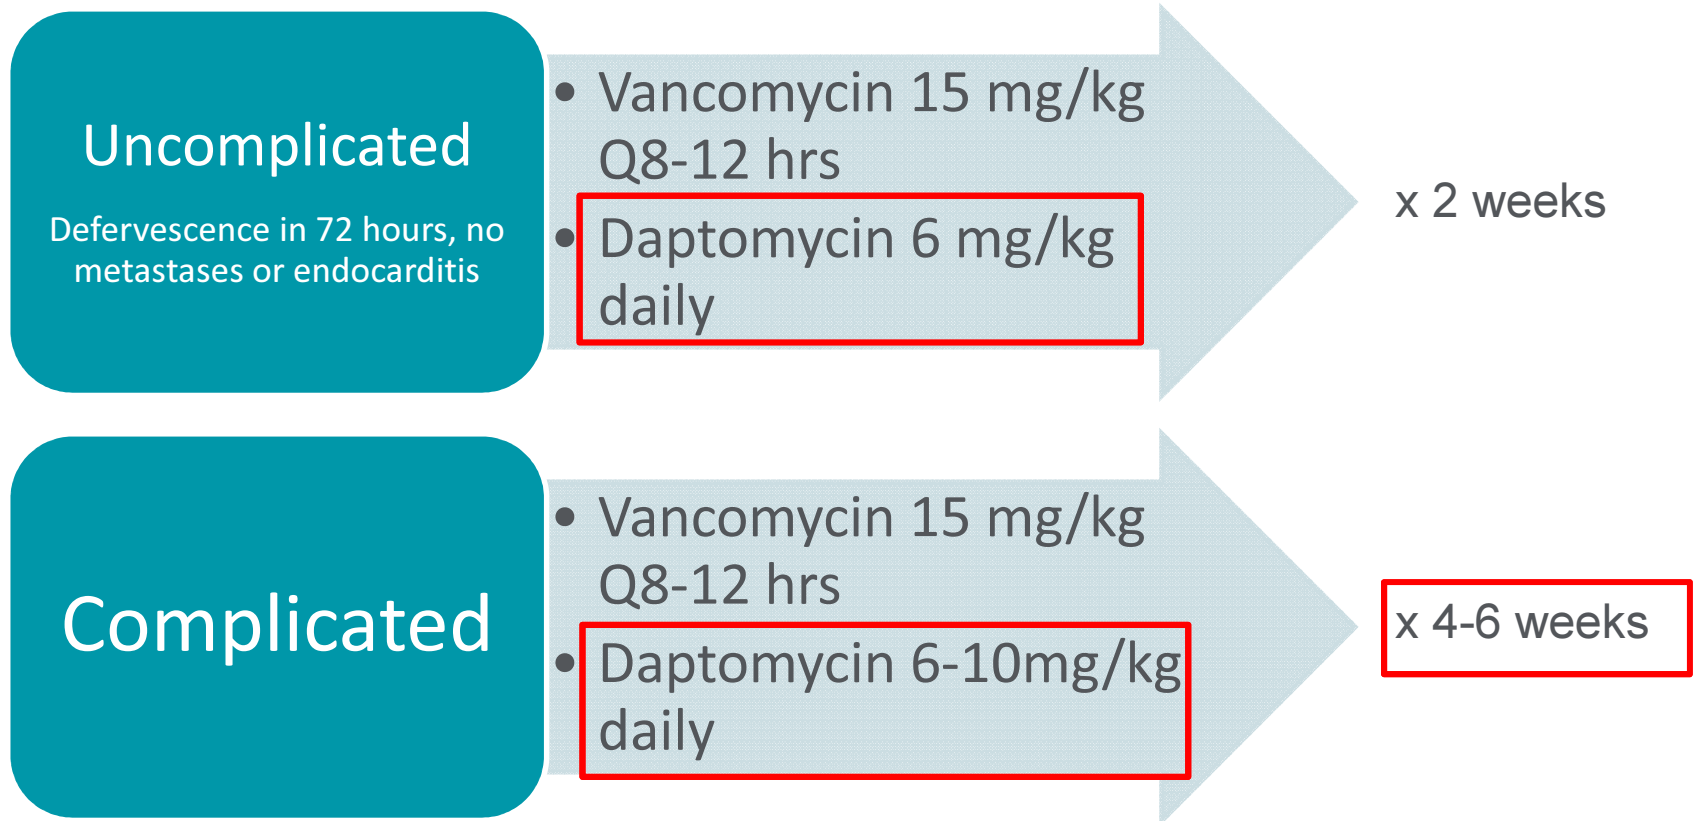 Uncomplicated
Defervescence in 72 hours, no
metastases or endocarditis
• Vancomycin 15 mg/kg
Q8-12 hrs
• Daptomycin 6 mg/kg
daily
x 2 weeks
Complicated
• Vancomycin 15 mg/kg
Q8-12 hrs
• Daptomycin 6-10mg/kg
daily
x 4-6 weeks